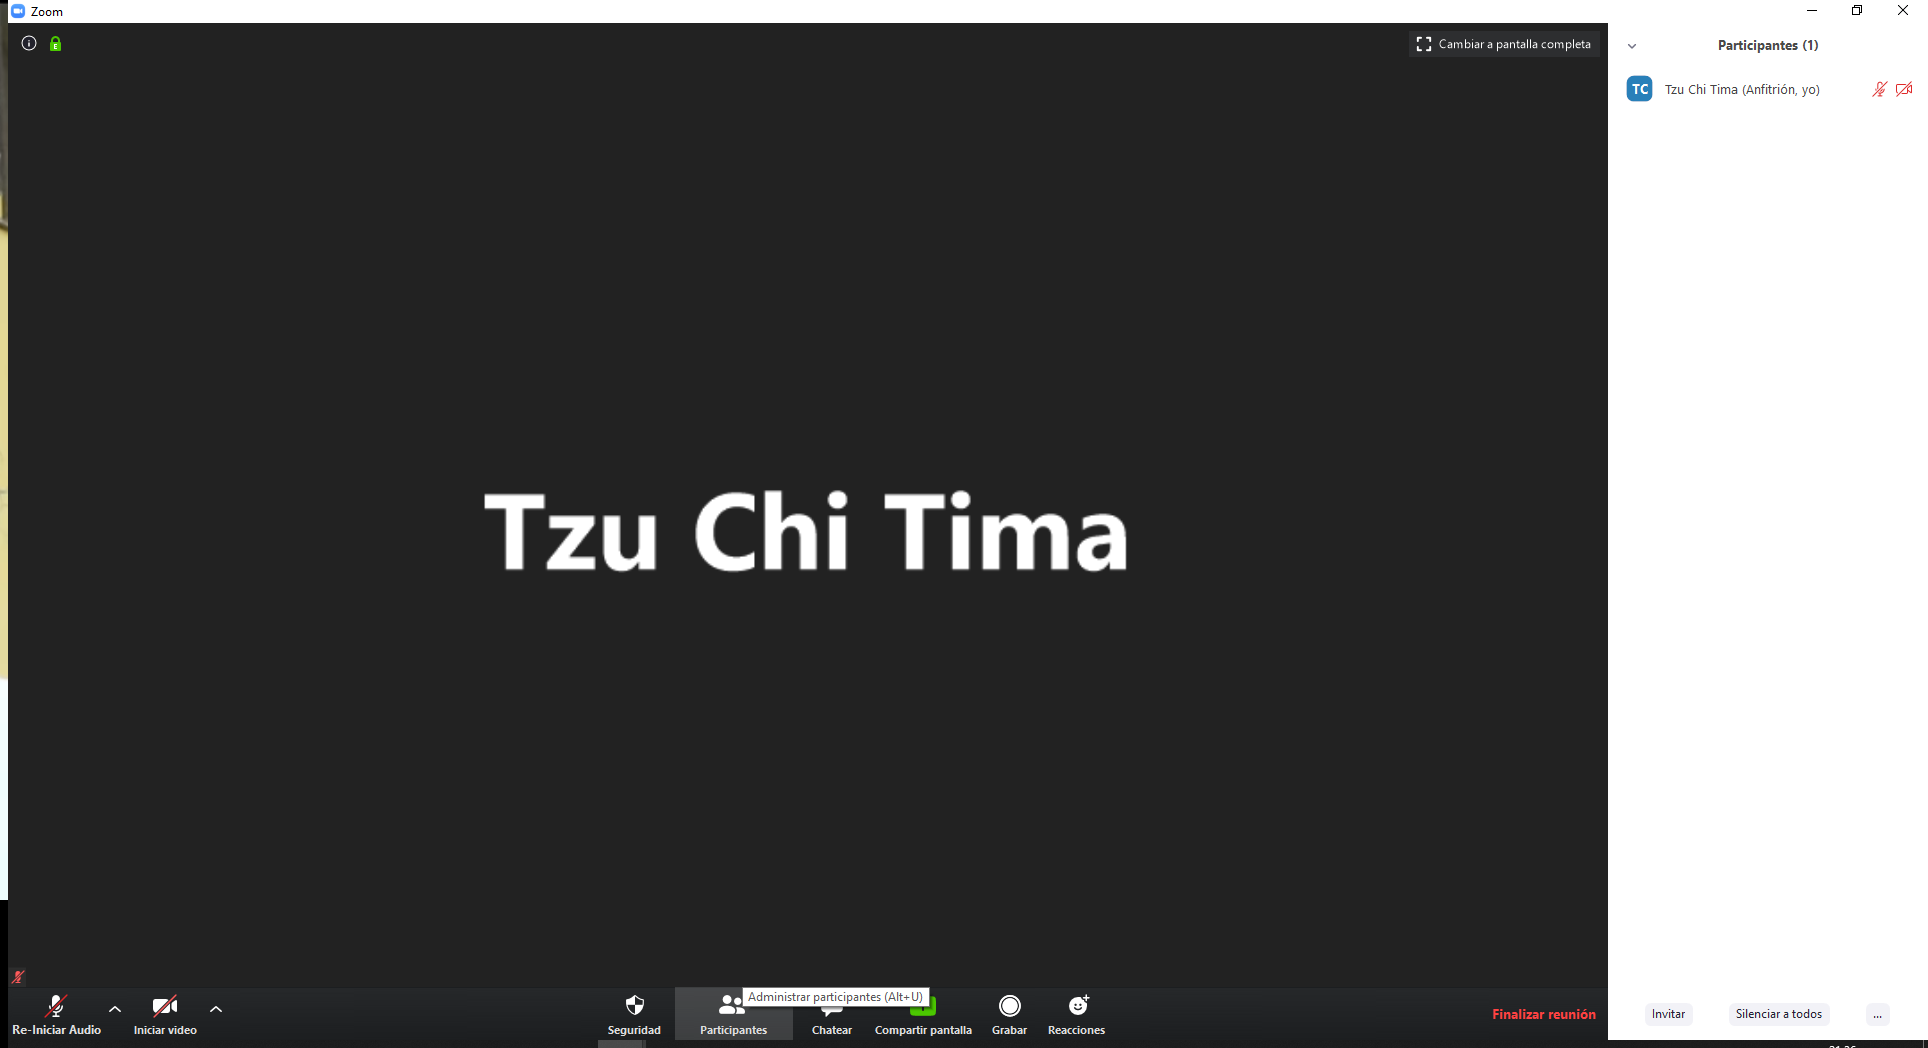 Zoom
Cambiar a pantalla completa
Participantes (1)
TC Tzu Chi Tima (Anfitrión, yo)
Tzu Chi Tima
Administrar participantes (Alt+U)
Re-Iniciar Audio
Iniciar video
Seguridad
Participantes
Chatear
Compartir pantalla
Grabar
Reacciones
Finalizar reunión
Invitar
Silenciar a todos
...